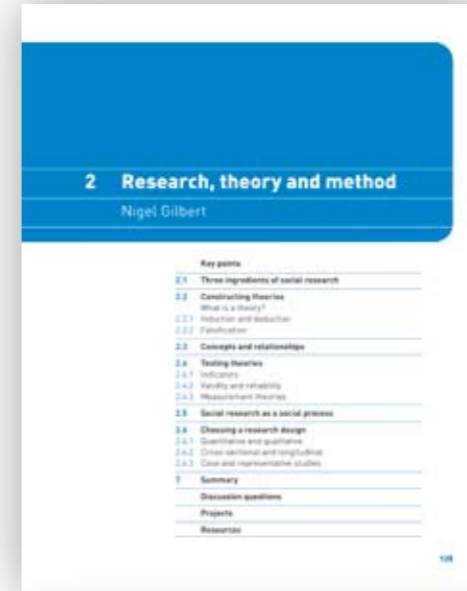 2 Research, theory and method
Nigel Gilbert
Key points
2.1 Three ingredients of social research
2.2 Constructing theories
What is a theory?
2.2.1 Induction and deduction
2.2.2 Falsification
2.3 Concepts and relationships
2.4 Testing theories
2.4.1 Indicators
2.4.2 Validity and reliability
2.4.3 Measurement theories
2.5 Social research as a social process
2.6 Choosing a research design
2.6.1 Quantitative and qualitative
2.6.2 Cross-sectional and longitudinal
2.6.3 Case and representative studies
7 Summary
Discussion questions
Projects
Resources